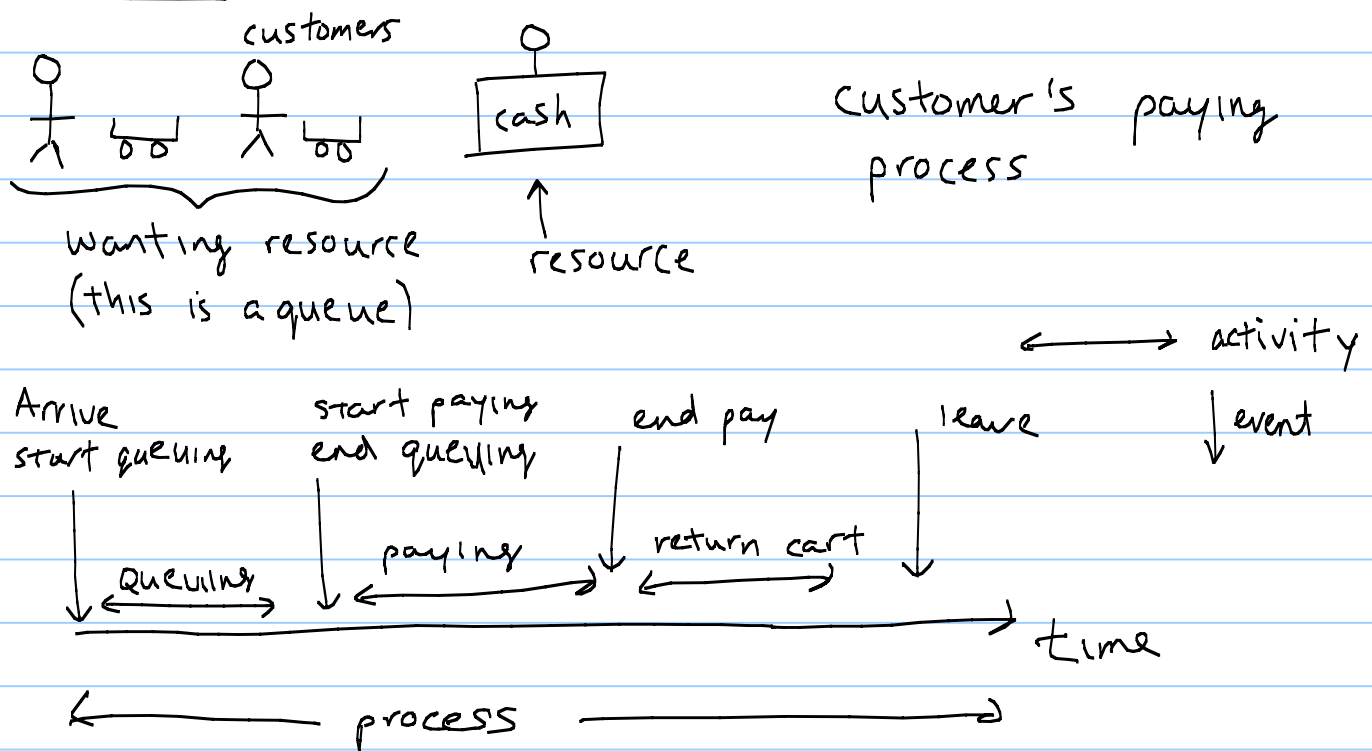 customers
cash
customer's paying
process
wanting resource
(this is a queue)
resource
activity
event
Arrive
start queuing
start paying
end queuing
end pay
leave
Queuing
paying
return cart
time
process